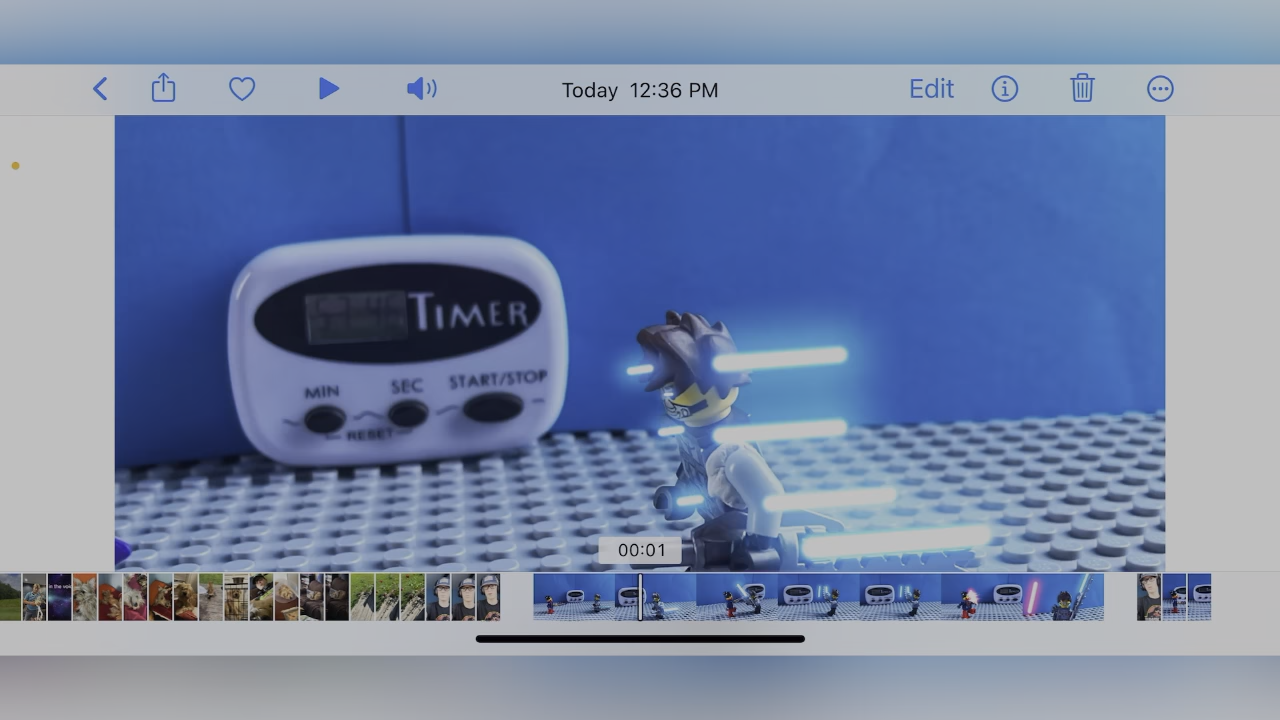 Today 12:36 PM
Edit
TIMER
MIN SEC START/STOP
RESET
00:01